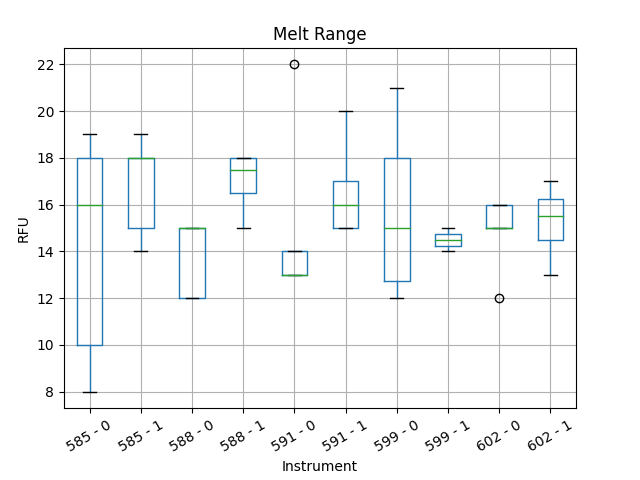 Melt Range
22
20
18
16
14
12
10
8
RFU
585 - 0
585 - 1
588 - 0
588 - 1
591 - 0
591 - 1
599 - 0
599 - 1
602 - 0
602 - 1
Instrument